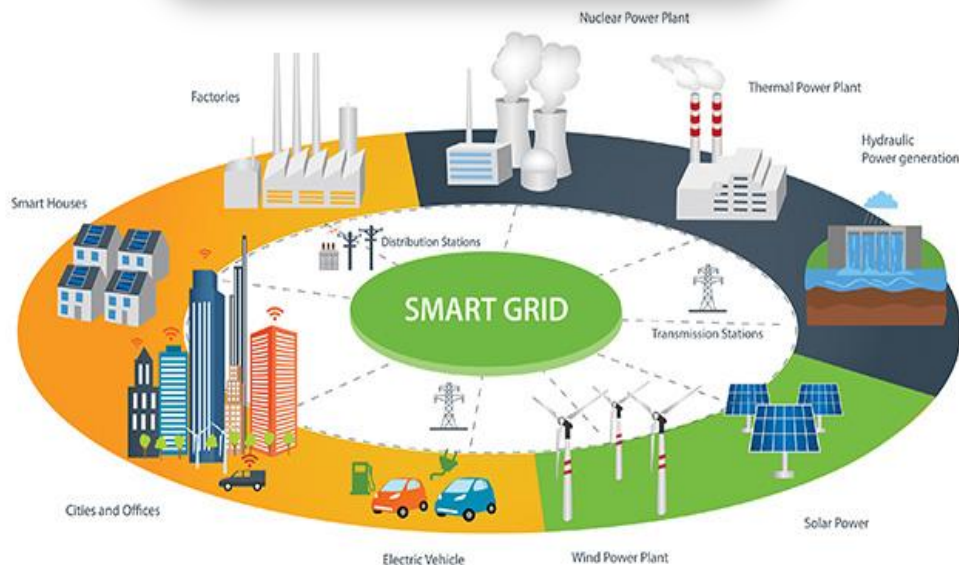 Nuclear Power Plant
Factories
Thermal Power Plant
Hydraulic
Power generation
Smart Houses
Distribution Stations
SMART GRID
Transmission Stations
Cities and Offices
Solar Power
Electric Vehicle
Wind Power Plant